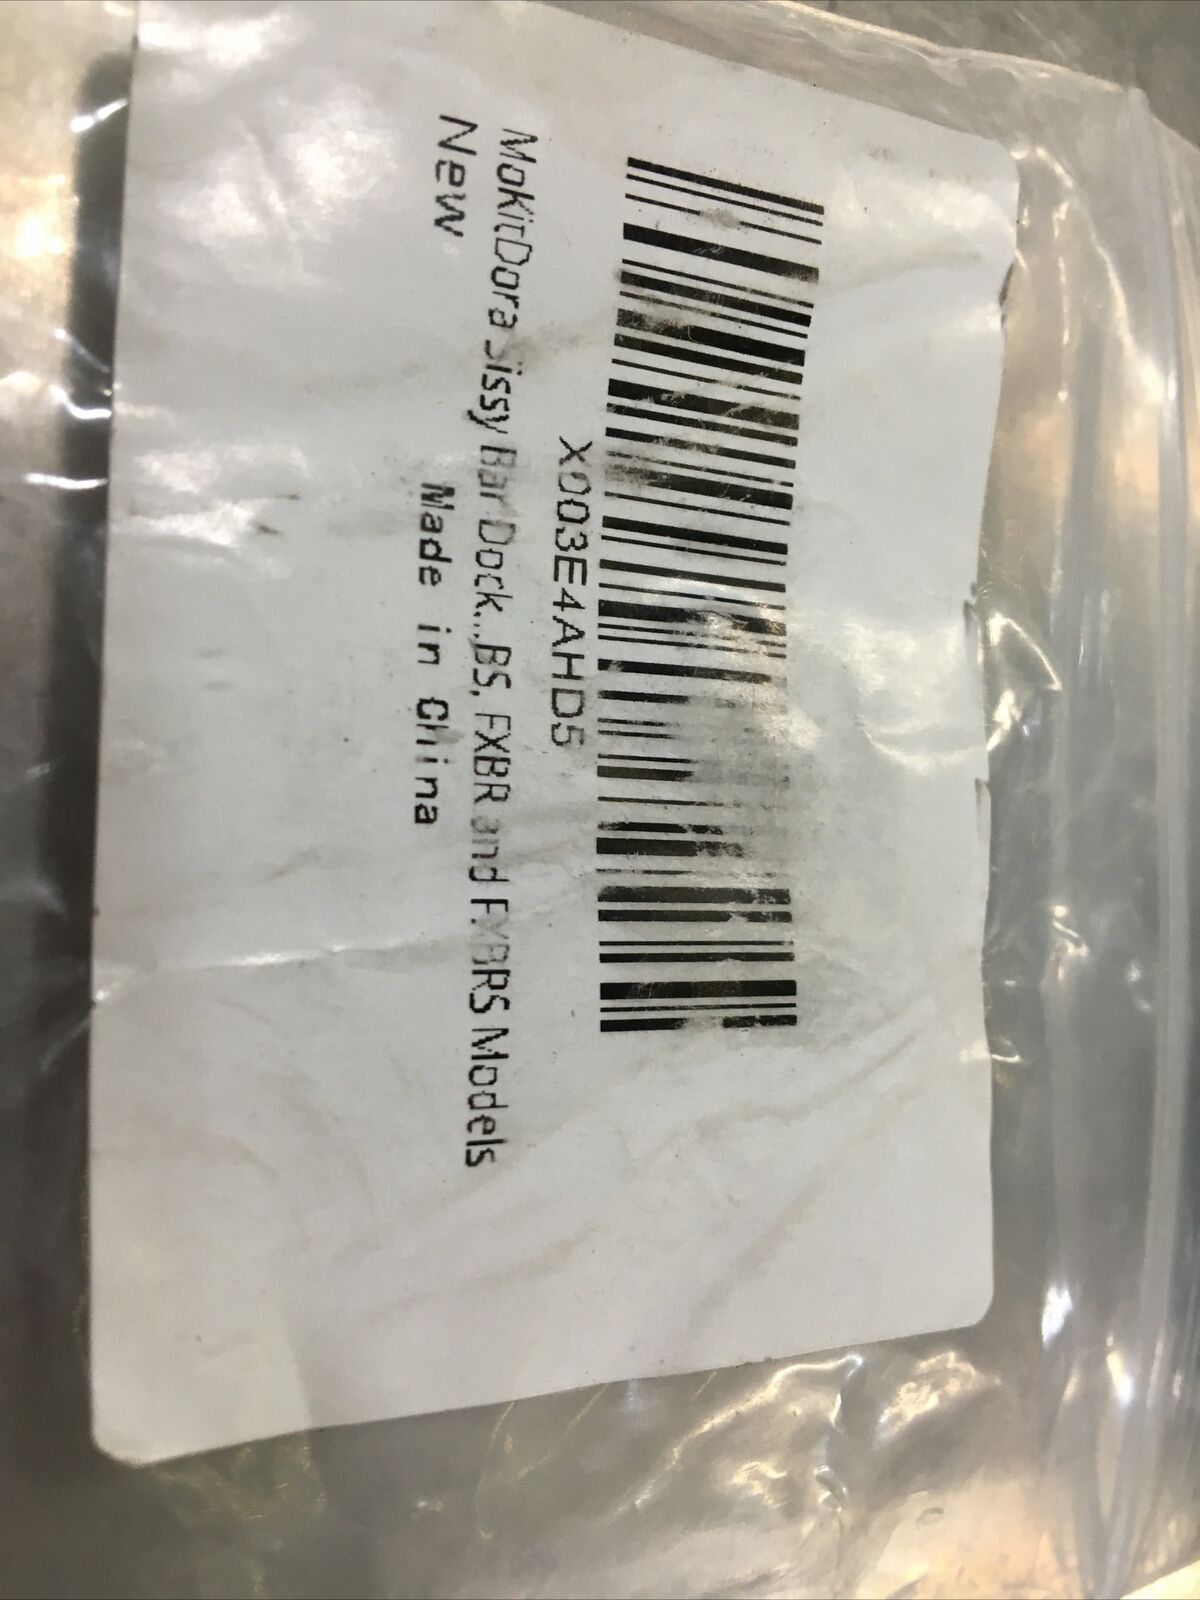 X003E4AHD5
MoKitDora Sissy Bar Dock...BS, FXBR and FXBRS Models
New
Made in China